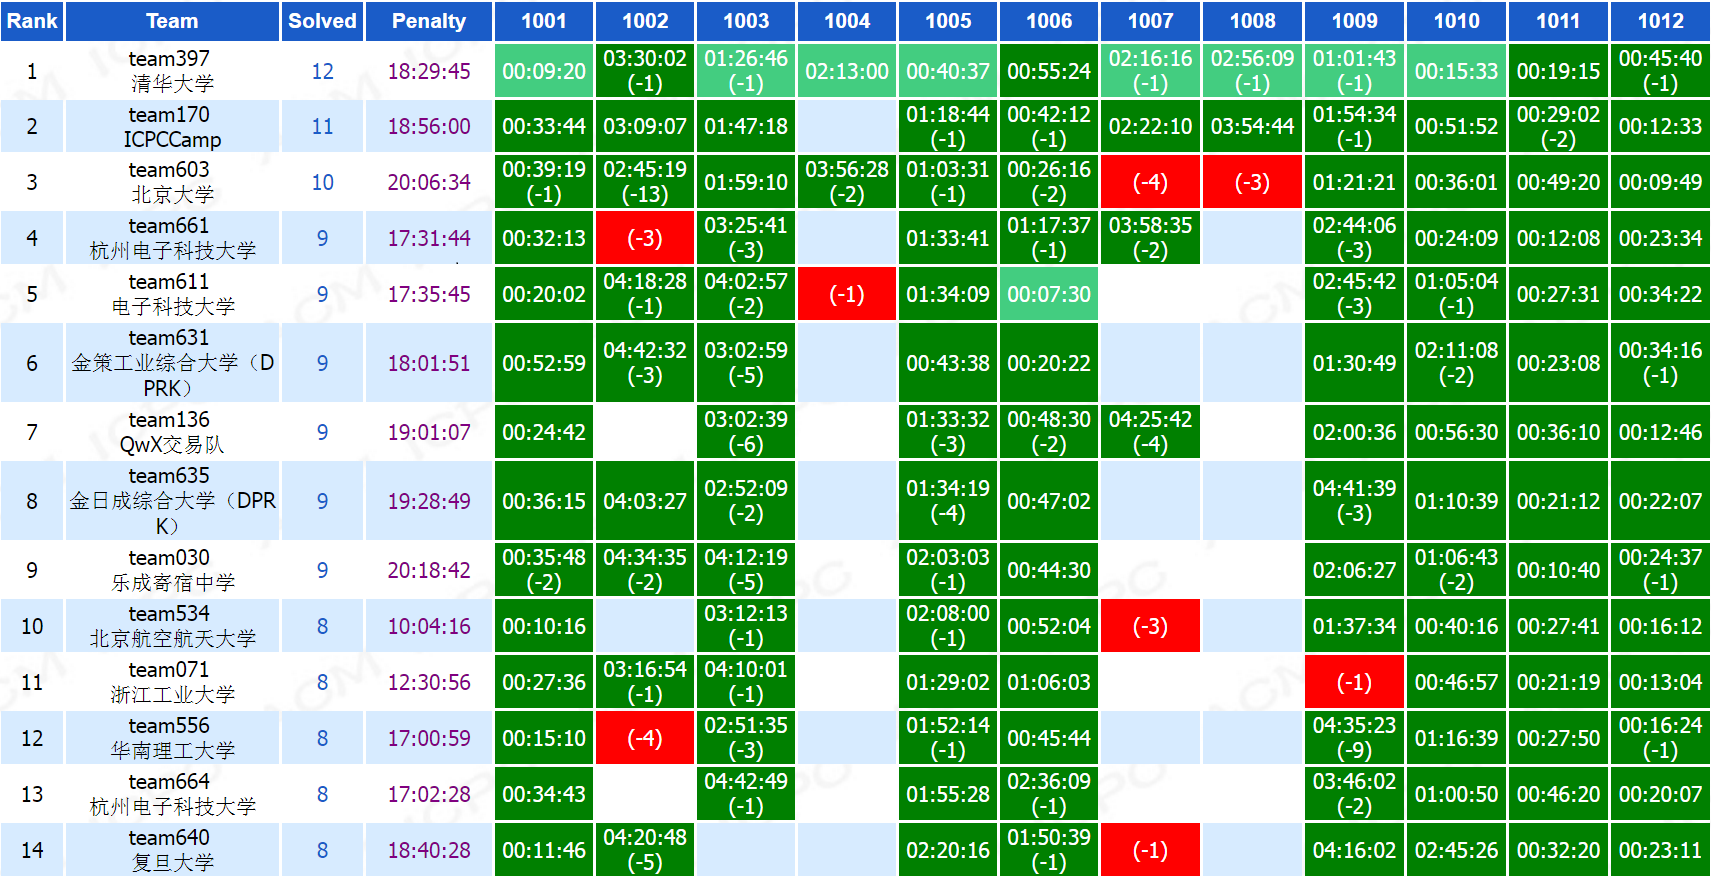 Rank Team Solved Penalty 1001 1002 1003 1004 1005 1006 1007 1008 1009 1010 1011 1012
team397 03:30:02 01:26:46 02:16:16 02:56:09 01:01:43 00:45:40
1 12 18:29:45 00:09:20 02:13:00 00:40:37 00:55:24 00:15:33 00:19:15
清华大学 (-1) (-1) (-1) (-1) (-1) (-1)
team170 01:18:44 00:42:12 01:54:34 00:29:02
2 11 18:56:00 00:33:44 03:09:07 01:47:18 02:22:10 03:54:44 00:51:52 00:12:33
ICPCCamp (-1) (-1) (-1) (-2)
team603 00:39:19 02:45:19 03:56:28 01:03:31 00:26:16
3 10 20:06:34 01:59:10 (-4) (-3) 01:21:21 00:36:01 00:49:20 00:09:49
北京大学 (-1) (-13) (-2) (-1) (-2)
team661 03:25:41 01:17:37 03:58:35 02:44:06
4 9 17:31:44 00:32:13 (-3) 01:33:41 00:24:09 00:12:08 00:23:34
杭州电子科技大学 (-3) (-1) (-2) (-3)
team611 04:18:28 04:02:57 02:45:42 01:05:04
5 9 17:35:45 00:20:02 (-1) 01:34:09 00:07:30 00:27:31 00:34:22
电子科技大学 (-1) (-2) (-3) (-1)
team631
金策工业综合大学（D 04:42:32 03:02:59 02:11:08 00:34:16
6 9 18:01:51 00:52:59 00:43:38 00:20:22 01:30:49 00:23:08
PRK） (-3) (-5) (-2) (-1)
team136 03:02:39 01:33:32 00:48:30 04:25:42
7 9 19:01:07 00:24:42 02:00:36 00:56:30 00:36:10 00:12:46
QwX交易队 (-6) (-3) (-2) (-4)
team635
金日成综合大学（DPR 02:52:09 01:34:19 04:41:39
8 9 19:28:49 00:36:15 04:03:27 00:47:02 01:10:39 00:21:12 00:22:07
K） (-2) (-4) (-3)
team030 00:35:48 04:34:35 04:12:19 02:03:03 01:06:43 00:24:37
9 9 20:18:42 00:44:30 02:06:27 00:10:40
乐成寄宿中学 (-2) (-2) (-5) (-1) (-2) (-1)
team534 03:12:13 02:08:00
10 8 10:04:16 00:10:16 00:52:04 (-3) 01:37:34 00:40:16 00:27:41 00:16:12
北京航空航天大学 (-1) (-1)
team071 03:16:54 04:10:01
11 8 12:30:56 00:27:36 01:29:02 01:06:03 (-1) 00:46:57 00:21:19 00:13:04
浙江工业大学 (-1) (-1)
team556 02:51:35 01:52:14 04:35:23 00:16:24
12 8 17:00:59 00:15:10 (-4) 00:45:44 01:16:39 00:27:50
华南理工大学 (-3) (-1) (-9) (-1)
team664 04:42:49 02:36:09 03:46:02
13 8 17:02:28 00:34:43 01:55:28 01:00:50 00:46:20 00:20:07
杭州电子科技大学 (-1) (-1) (-2)
team640 04:20:48 01:50:39
14 8 18:40:28 00:11:46 02:20:16 (-1) 04:16:02 02:45:26 00:32:20 00:23:11
复旦大学 (-5) (-1)